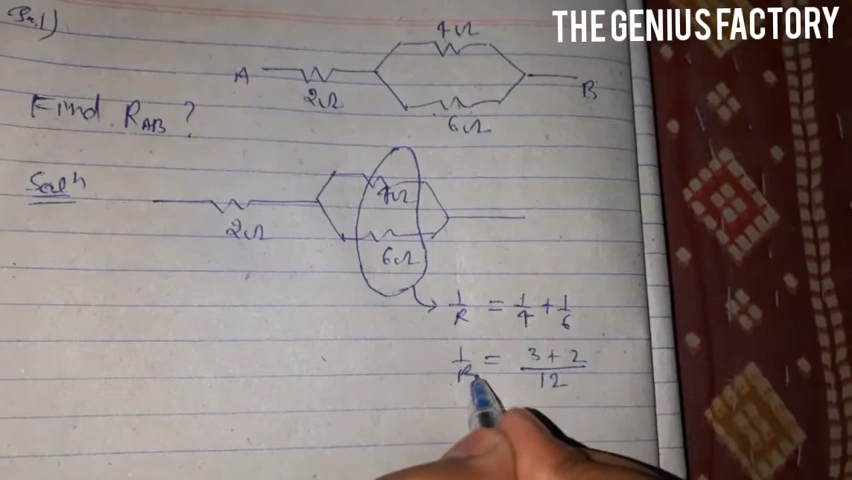 THE GENIUS FACTORY
Ex.1)
4Ω
A
2Ω
B
6Ω
Find RAB ?
Solⁿ
4Ω
2Ω
6Ω
1/R = 1/4 + 1/6
1/R = 3 + 2 / 12